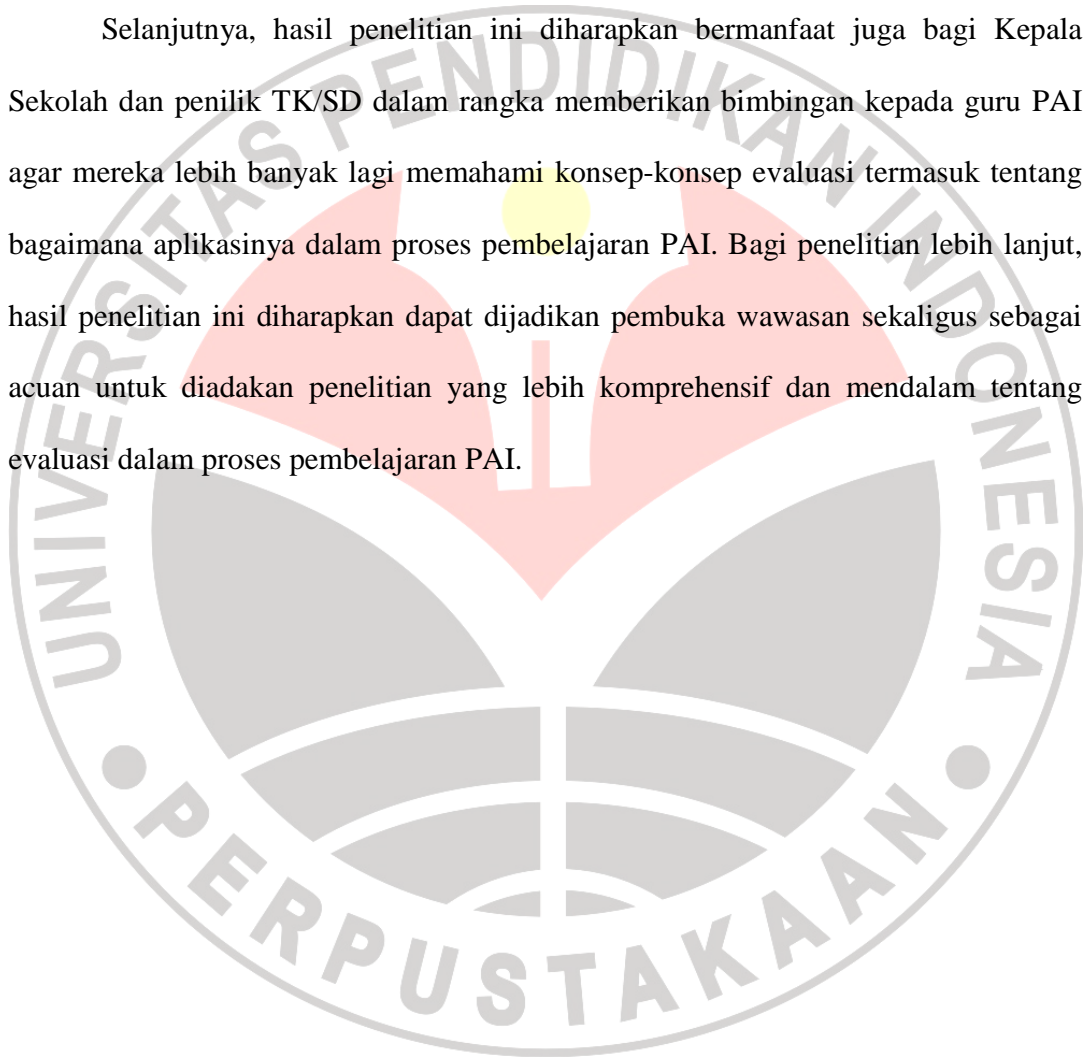 Selanjutnya, hasil penelitian ini diharapkan bermanfaat juga bagi Kepala
Sekolah dan penilik TK/SD dalam rangka memberikan bimbingan kepada guru PAI
agar mereka lebih banyak lagi memahami konsep-konsep evaluasi termasuk tentang
bagaimana aplikasinya dalam proses pembelajaran PAI. Bagi penelitian lebih lanjut,
hasil penelitian ini diharapkan dapat dijadikan pembuka wawasan sekaligus sebagai
acuan untuk diadakan penelitian yang lebih komprehensif dan mendalam tentang
evaluasi dalam proses pembelajaran PAI.
UNIVERSITAS PENDIDIKAN INDONESIA
PERPUSTAKAAN